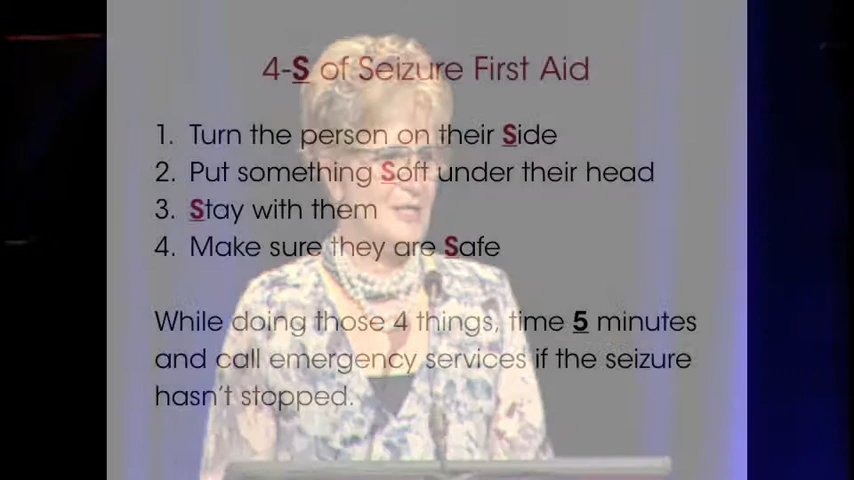 4-S of Seizure First Aid
1. Turn the person on their Side
2. Put something Soft under their head
3. Stay with them
4. Make sure they are Safe
While doing those 4 things, time 5 minutes
and call emergency services if the seizure
hasn't stopped.